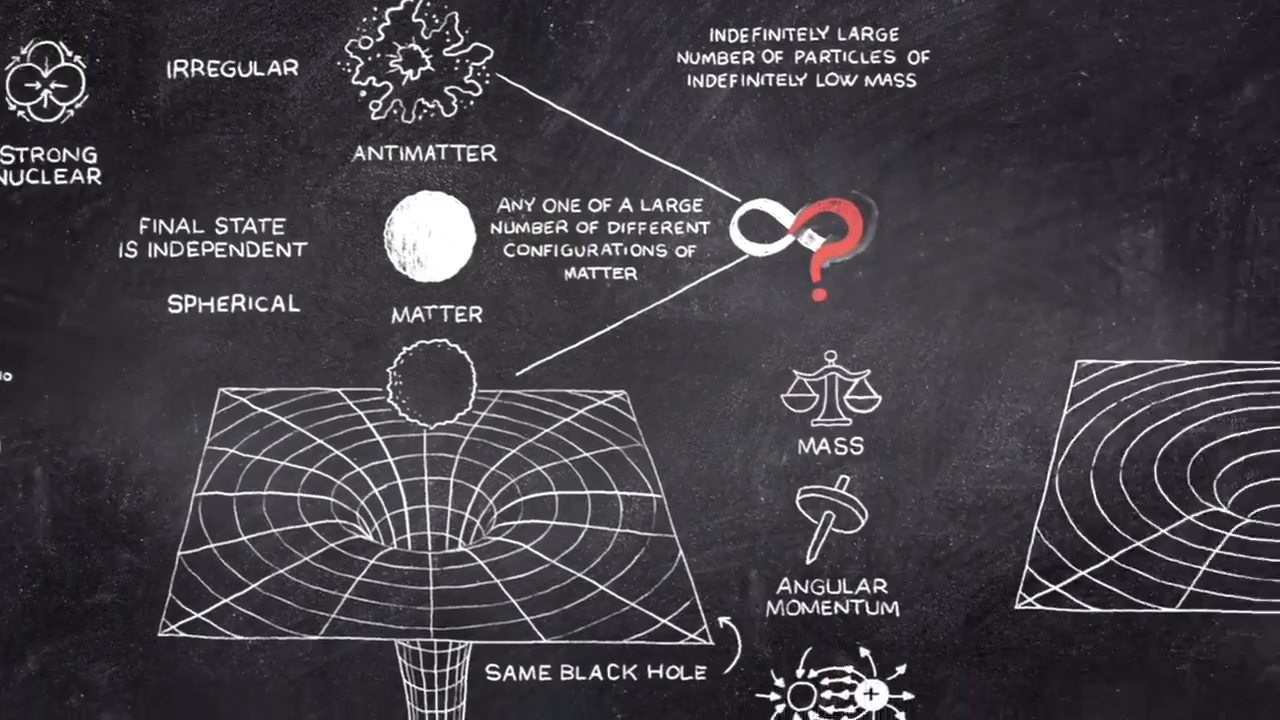 IRREGULAR
INDEFINITELY LARGE
NUMBER OF PARTICLES OF
INDEFINITELY LOW MASS
STRONG
NUCLEAR
ANTIMATTER
FINAL STATE
IS INDEPENDENT
ANY ONE OF A LARGE
NUMBER OF DIFFERENT
CONFIGURATIONS OF
MATTER
?
SPHERICAL
MATTER
MASS
ANGULAR
MOMENTUM
SAME BLACK HOLE
+